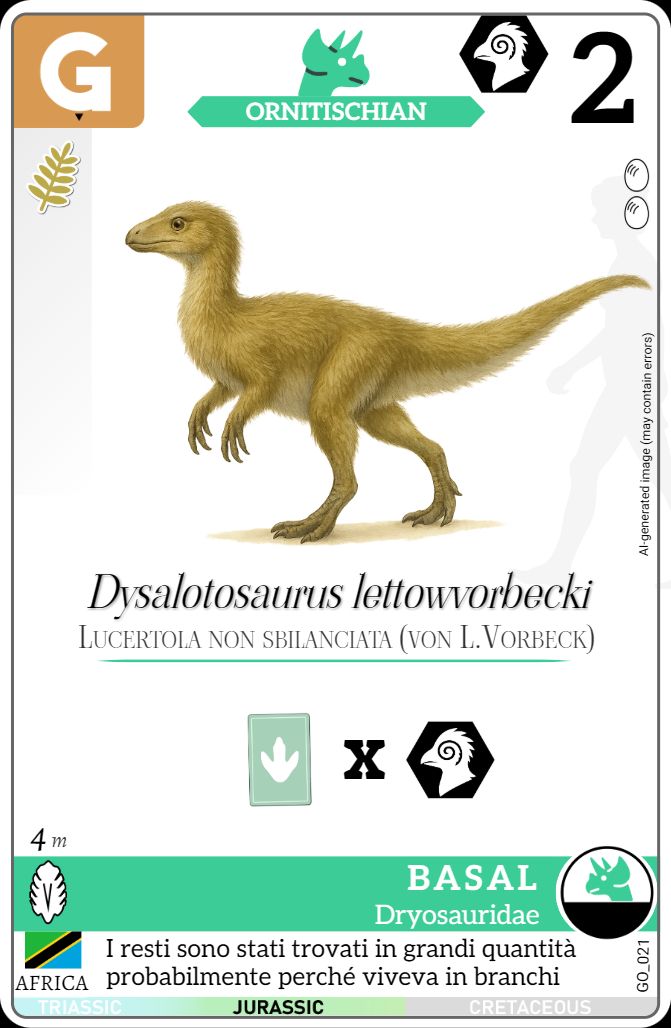 G
ORNITISCHIAN
2
AI-generated image (may contain errors)
Dysalotosaurus lettowvorbecki
Lucertola non sbilanciata (von L.Vorbeck)
X
4 m
BASAL
Dryosauridae
AFRICA
I resti sono stati trovati in grandi quantità
probabilmente perché viveva in branchi
GO_021
TRIASSIC JURASSIC CRETACEOUS